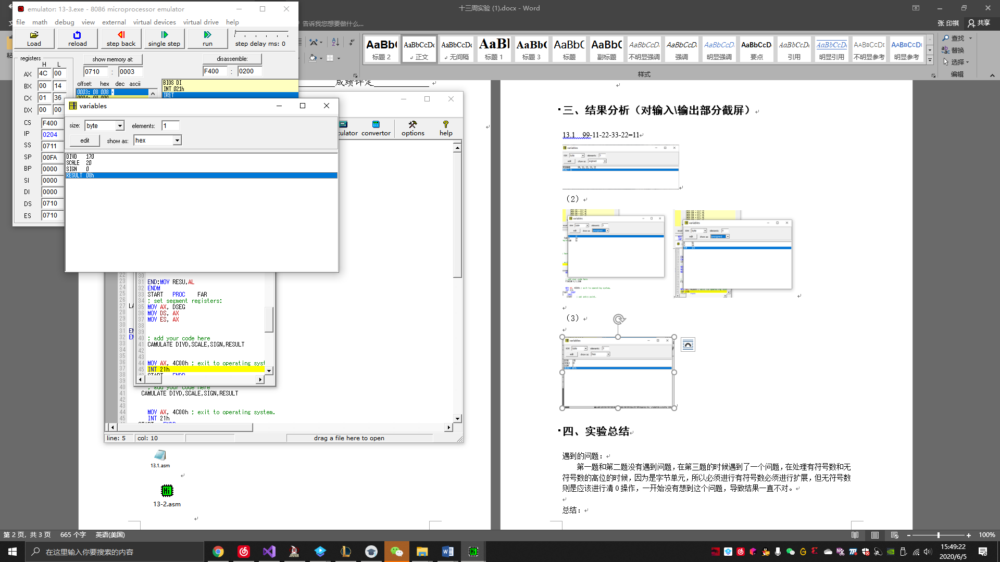 emulator: 13-3.exe - 8086 microprocessor emulator
file math debug view external virtual devices virtual drive help
Load reload step back single step run step delay ms: 0
registers
H L
AX 4C 00
BX 00 14
CX 01 36
DX 00 00
CS F400
IP 0204
SS 0711
SP 00FA
BP 0000
SI 0000
DI 0000
DS 0710
ES 0710
show memory at:
0710 : 0003
offset: hex dec ascii
0003: 08 008
disassemble:
F400 : 0200
BIOS DI
INT 021h
IRET
variables
size: byte elements: 1
edit show as: hex
DIVD 170
SCALE 20
SIGN 0
RESULT 08h
十三周实验 (1).docx - Word
告诉我您想要做什么...
张 印祺 共享
AaBb AaBbCcDc AaBbCcDc AaBl AaBb( AaBbC AaBbC AaBbCcDı AaBbCcDı AaBbCcDı AaBbCcD AaBbCcDı AaBbCcDı AaBbCcD AaBbCcD
标题 2 正文 无间隔 标题 1 标题 3 标题 副标题 不明显强调 强调 明显强调 要点 引用 明显引用 不明显参考 明显参考
样式
查找
替换
选择
编辑
成绩评定
convertor options help
30
31 END:MOV RESU,AL
32 ENDM
33 START PROC FAR
34 ; set segment registers:
35 MOV AX, DSEG
36 MOV DS, AX
37 MOV ES, AX
38
39
40 ; add your code here
41 CAMULATE DIVD,SCALE,SIGN,RESULT
42
43
44 MOV AX, 4C00h ; exit to operating syst
45 INT 21h
40 ; add your code here
41 CAMULATE DIVD,SCALE,SIGN,RESULT
42
43
44 MOV AX, 4C00h ; exit to operating system.
45 INT 21h
line: 5 col: 10 drag a file here to open
13.1.asm
13-2.asm
三、结果分析（对输入\输出部分截屏）
13.1 99-11-22-33-22=11
variables
（2）
variables
variables
（3）
variables
四、实验总结
遇到的问题：
第一题和第二题没有遇到问题，在第三题的时候遇到了一个问题，在处理有符号数和无
符号数的高位的时候，因为是字节单元，所以必须进行有符号数必须进行扩展，但无符号数
则是应该进行清 0 操作，一开始没有想到这个问题，导致结果一直不对。
总结：
第 2 页，共 3 页 665 个字 英语(美国)
100%
在这里输入你要搜索的内容
15:49:22
2020/6/5